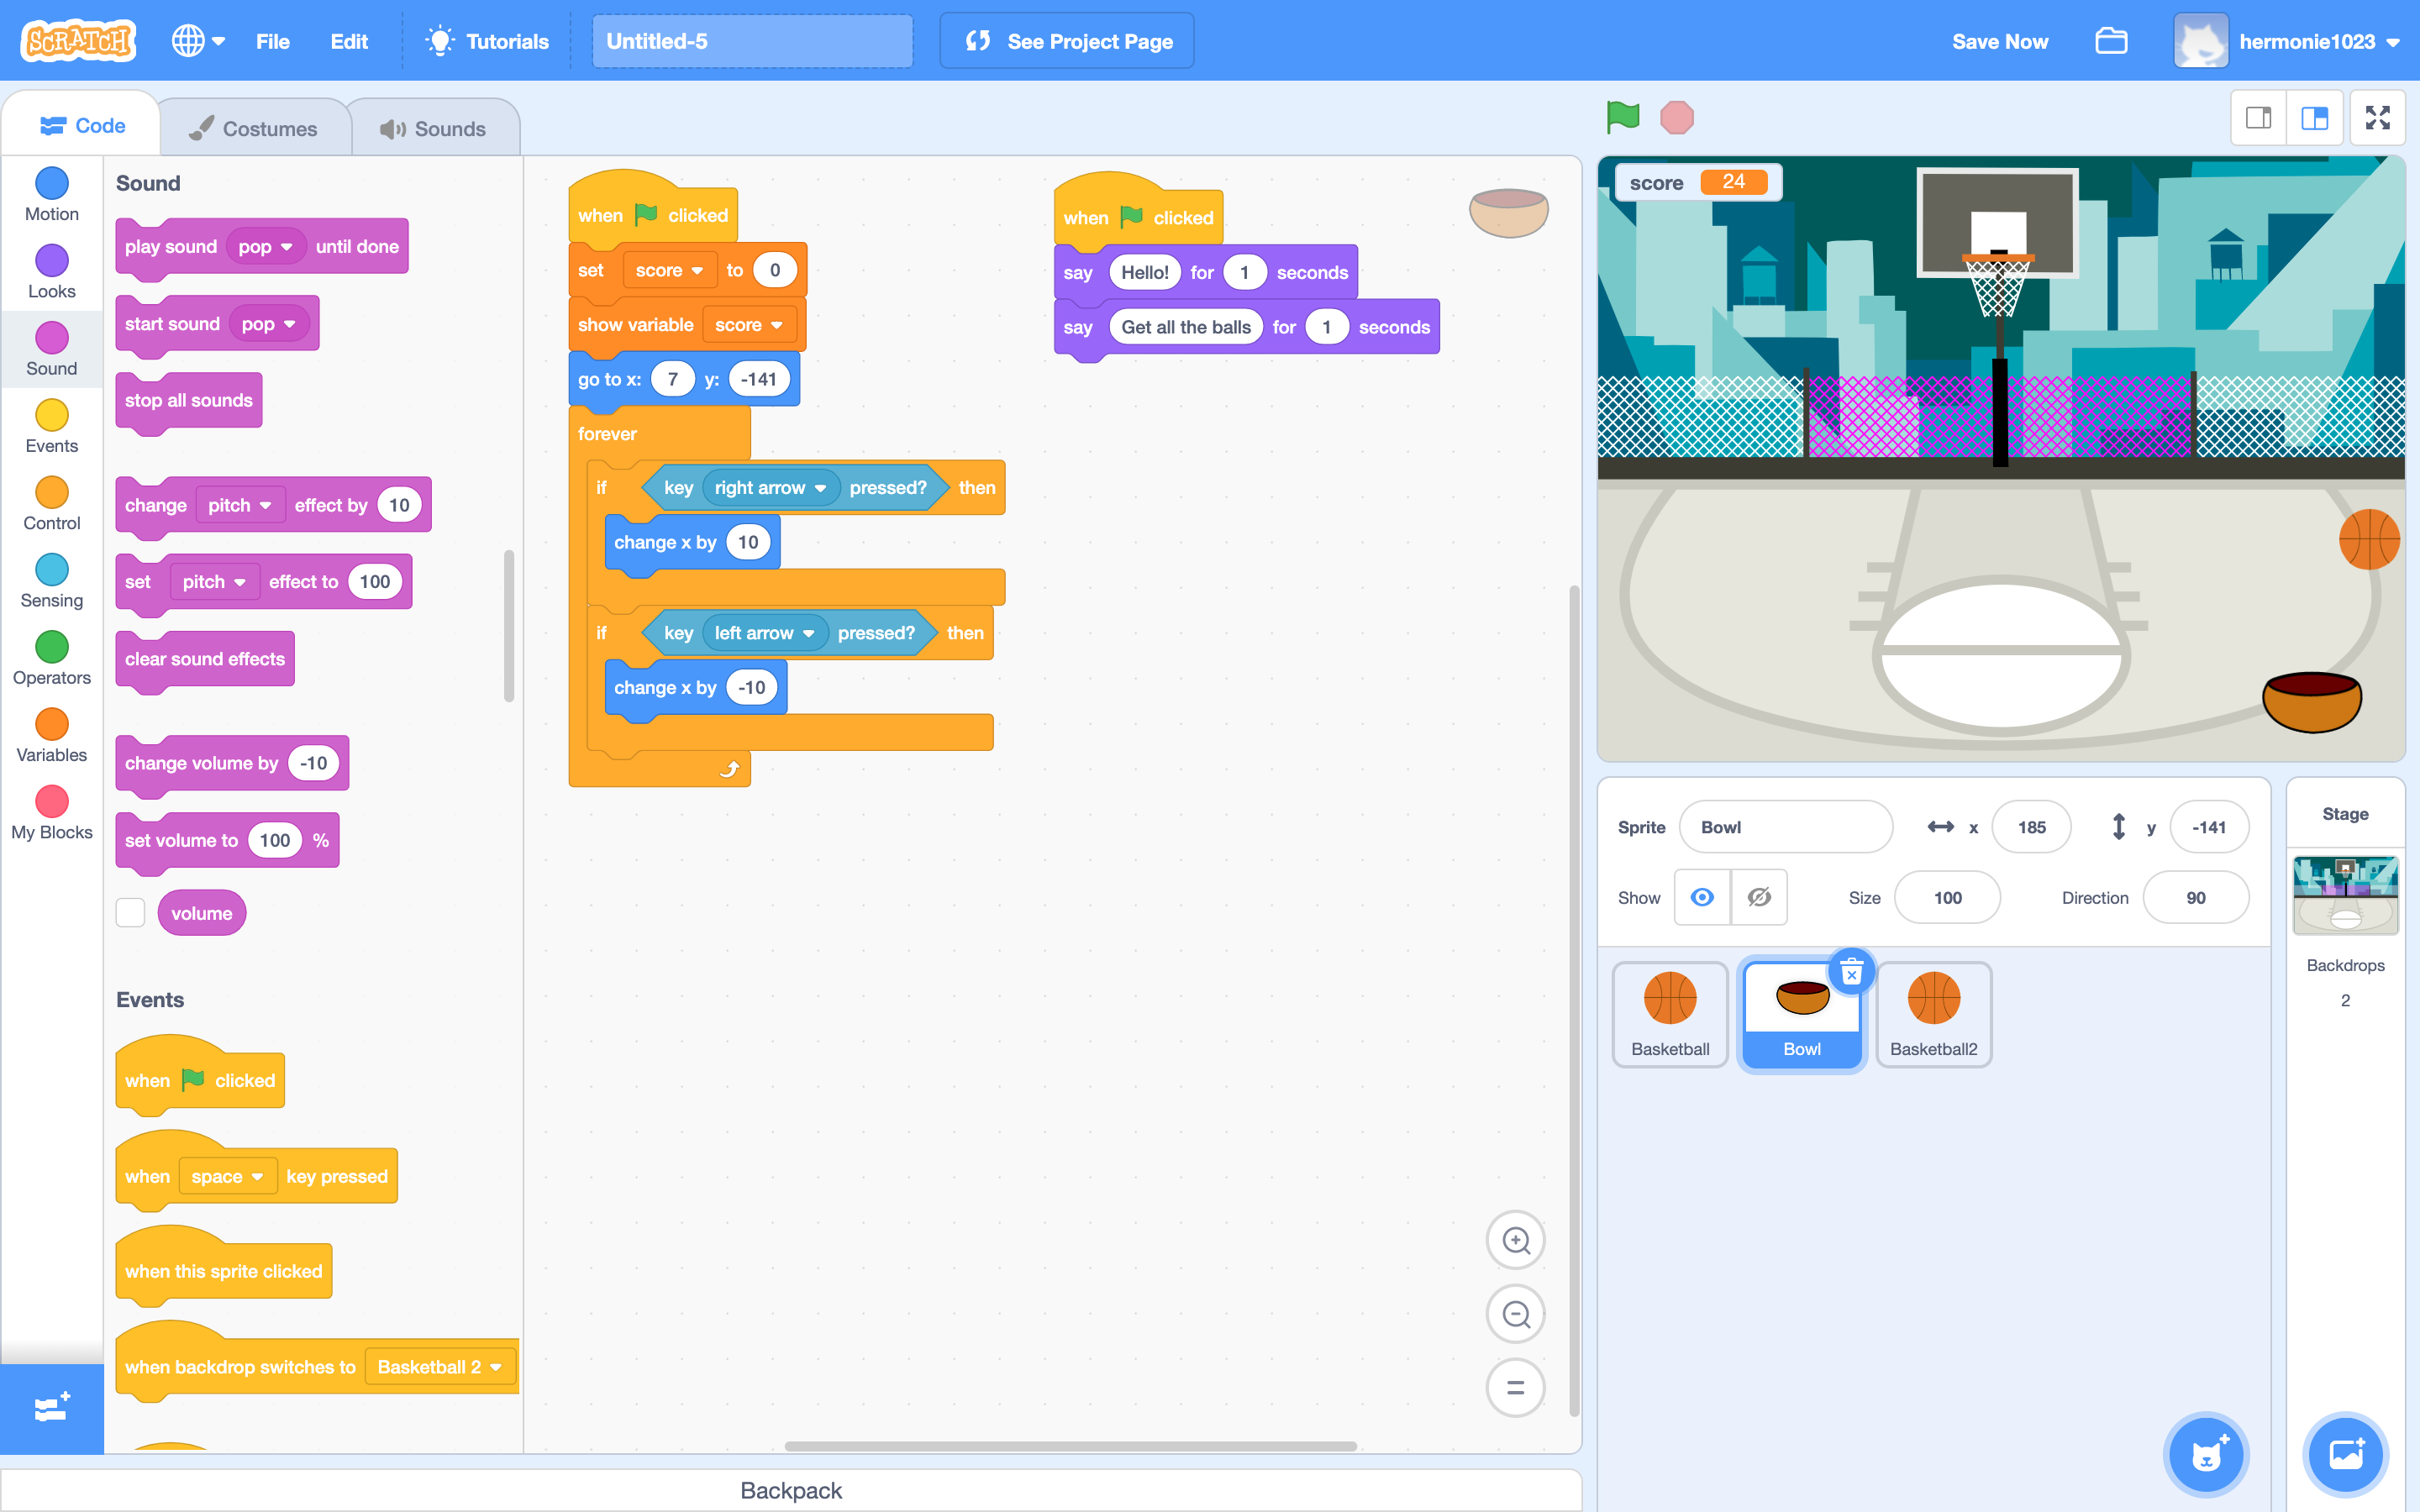 SCRATCH File Edit Tutorials Untitled-5 See Project Page Save Now hermonie1023
Code Costumes Sounds
Motion
Looks
Sound
Events
Control
Sensing
Operators
Variables
My Blocks
Sound
play sound pop until done
start sound pop
stop all sounds
change pitch effect by 10
set pitch effect to 100
clear sound effects
change volume by -10
set volume to 100 %
volume
Events
when clicked
when space key pressed
when this sprite clicked
when backdrop switches to Basketball 2
when clicked
set score to 0
show variable score
go to x: 7 y: -141
forever
if key right arrow pressed? then
change x by 10
if key left arrow pressed? then
change x by -10
when clicked
say Hello! for 1 seconds
say Get all the balls for 1 seconds
Backpack
score 24
Sprite Bowl x 185 y -141
Show Size 100 Direction 90
Basketball Bowl Basketball2
Stage
Backdrops
2